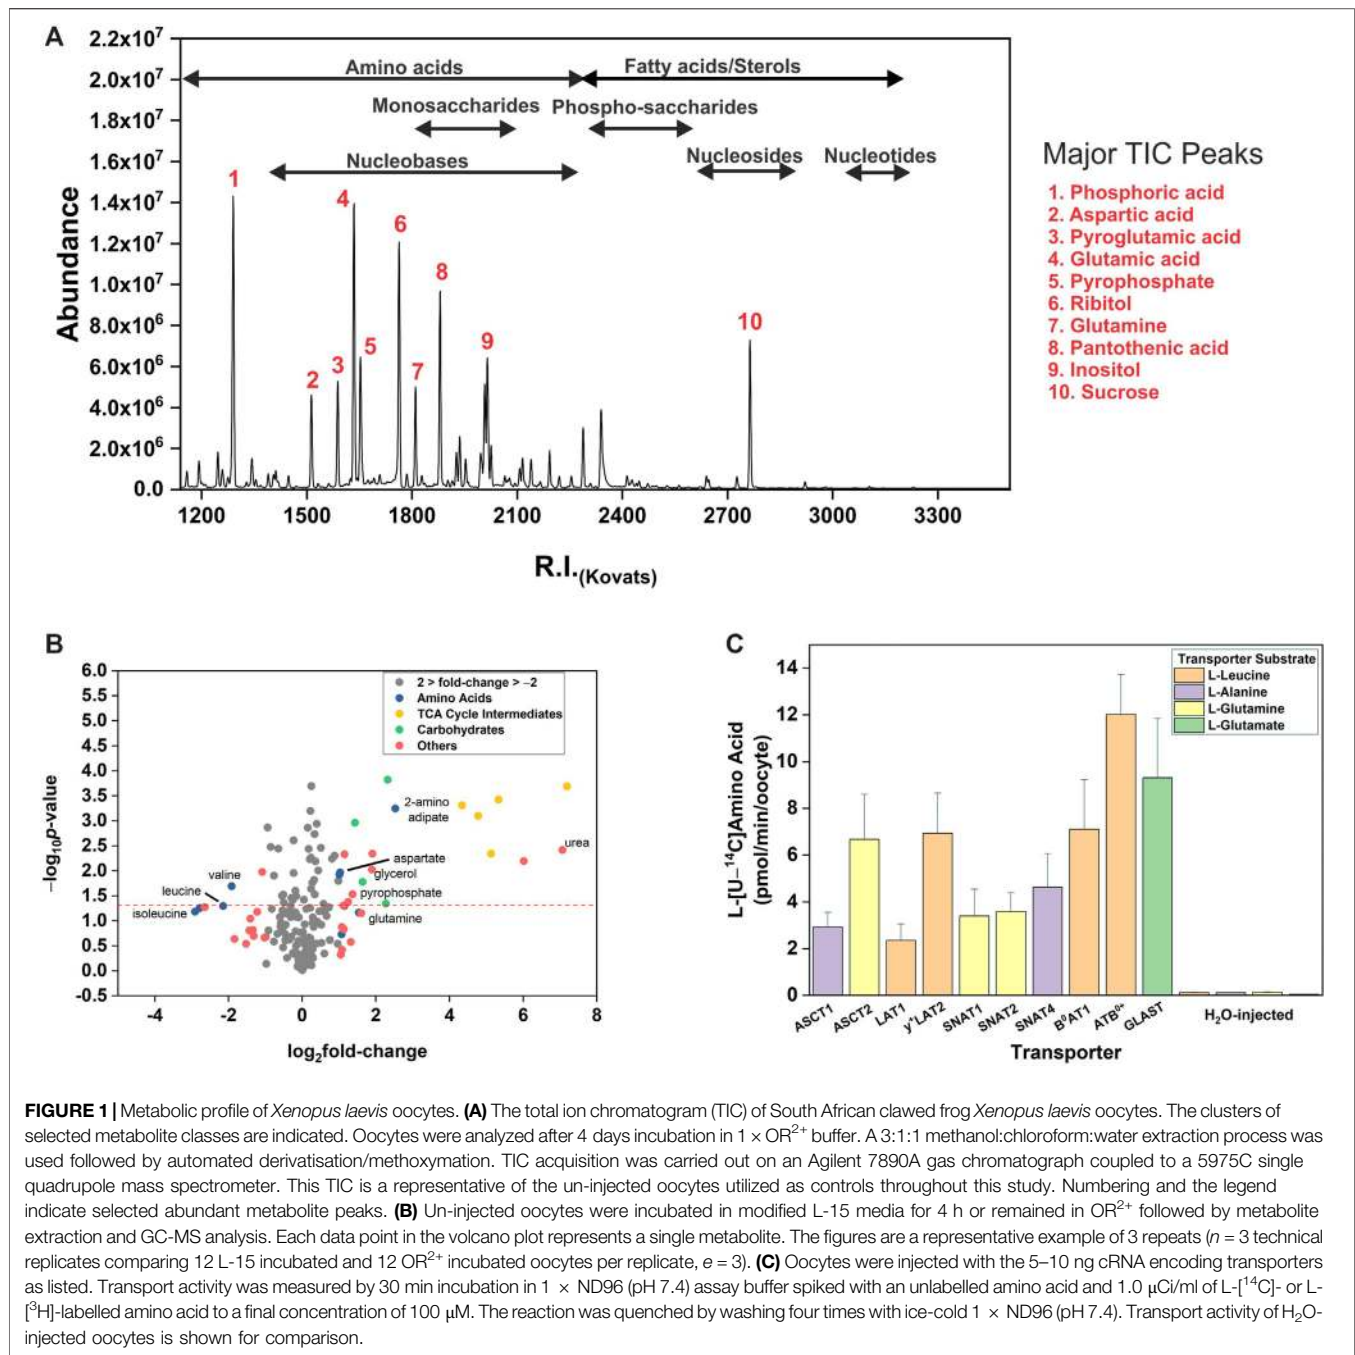 A
2.2x10⁷
2.0x10⁷
1.8x10⁷
1.6x10⁷
1.4x10⁷
1.2x10⁷
1.0x10⁷
8.0x10⁶
6.0x10⁶
4.0x10⁶
2.0x10⁶
0.0
Abundance
Amino acids
Fatty acids/Sterols
Monosaccharides
Phospho-saccharides
Nucleobases
Nucleosides
Nucleotides
1
2
3
4
5
6
7
8
9
10
1200 1500 1800 2100 2400 2700 3000 3300
R.I.(Kovats)
Major TIC Peaks
1. Phosphoric acid
2. Aspartic acid
3. Pyroglutamic acid
4. Glutamic acid
5. Pyrophosphate
6. Ribitol
7. Glutamine
8. Pantothenic acid
9. Inositol
10. Sucrose
B
6.0
5.5
5.0
4.5
4.0
3.5
3.0
2.5
2.0
1.5
1.0
0.5
0.0
-0.5
–log₁₀p-value
2 > fold-change > –2
Amino Acids
TCA Cycle Intermediates
Carbohydrates
Others
2-amino
adipate
urea
aspartate
glycerol
valine
leucine
pyrophosphate
isoleucine
glutamine
-4 -2 0 2 4 6 8
log₂fold-change
C
14
12
10
8
6
4
2
0
L-[U–¹⁴C]Amino Acid
(pmol/min/oocyte)
Transporter Substrate
L-Leucine
L-Alanine
L-Glutamine
L-Glutamate
ASCT1
ASCT2
LAT1
y⁺LAT2
SNAT1
SNAT2
SNAT4
B⁰AT1
ATB⁰⁺
GLAST
H₂O-injected
Transporter
FIGURE 1 | Metabolic profile of Xenopus laevis oocytes. (A) The total ion chromatogram (TIC) of South African clawed frog Xenopus laevis oocytes. The clusters of
selected metabolite classes are indicated. Oocytes were analyzed after 4 days incubation in 1 × OR²⁺ buffer. A 3:1:1 methanol:chloroform:water extraction process was
used followed by automated derivatisation/methoxymation. TIC acquisition was carried out on an Agilent 7890A gas chromatograph coupled to a 5975C single
quadrupole mass spectrometer. This TIC is a representative of the un-injected oocytes utilized as controls throughout this study. Numbering and the legend
indicate selected abundant metabolite peaks. (B) Un-injected oocytes were incubated in modified L-15 media for 4 h or remained in OR²⁺ followed by metabolite
extraction and GC-MS analysis. Each data point in the volcano plot represents a single metabolite. The figures are a representative example of 3 repeats (n = 3 technical
replicates comparing 12 L-15 incubated and 12 OR²⁺ incubated oocytes per replicate, e = 3). (C) Oocytes were injected with the 5–10 ng cRNA encoding transporters
as listed. Transport activity was measured by 30 min incubation in 1 × ND96 (pH 7.4) assay buffer spiked with an unlabelled amino acid and 1.0 μCi/ml of L-[¹⁴C]- or L-
[³H]-labelled amino acid to a final concentration of 100 μM. The reaction was quenched by washing four times with ice-cold 1 × ND96 (pH 7.4). Transport activity of H₂O-
injected oocytes is shown for comparison.